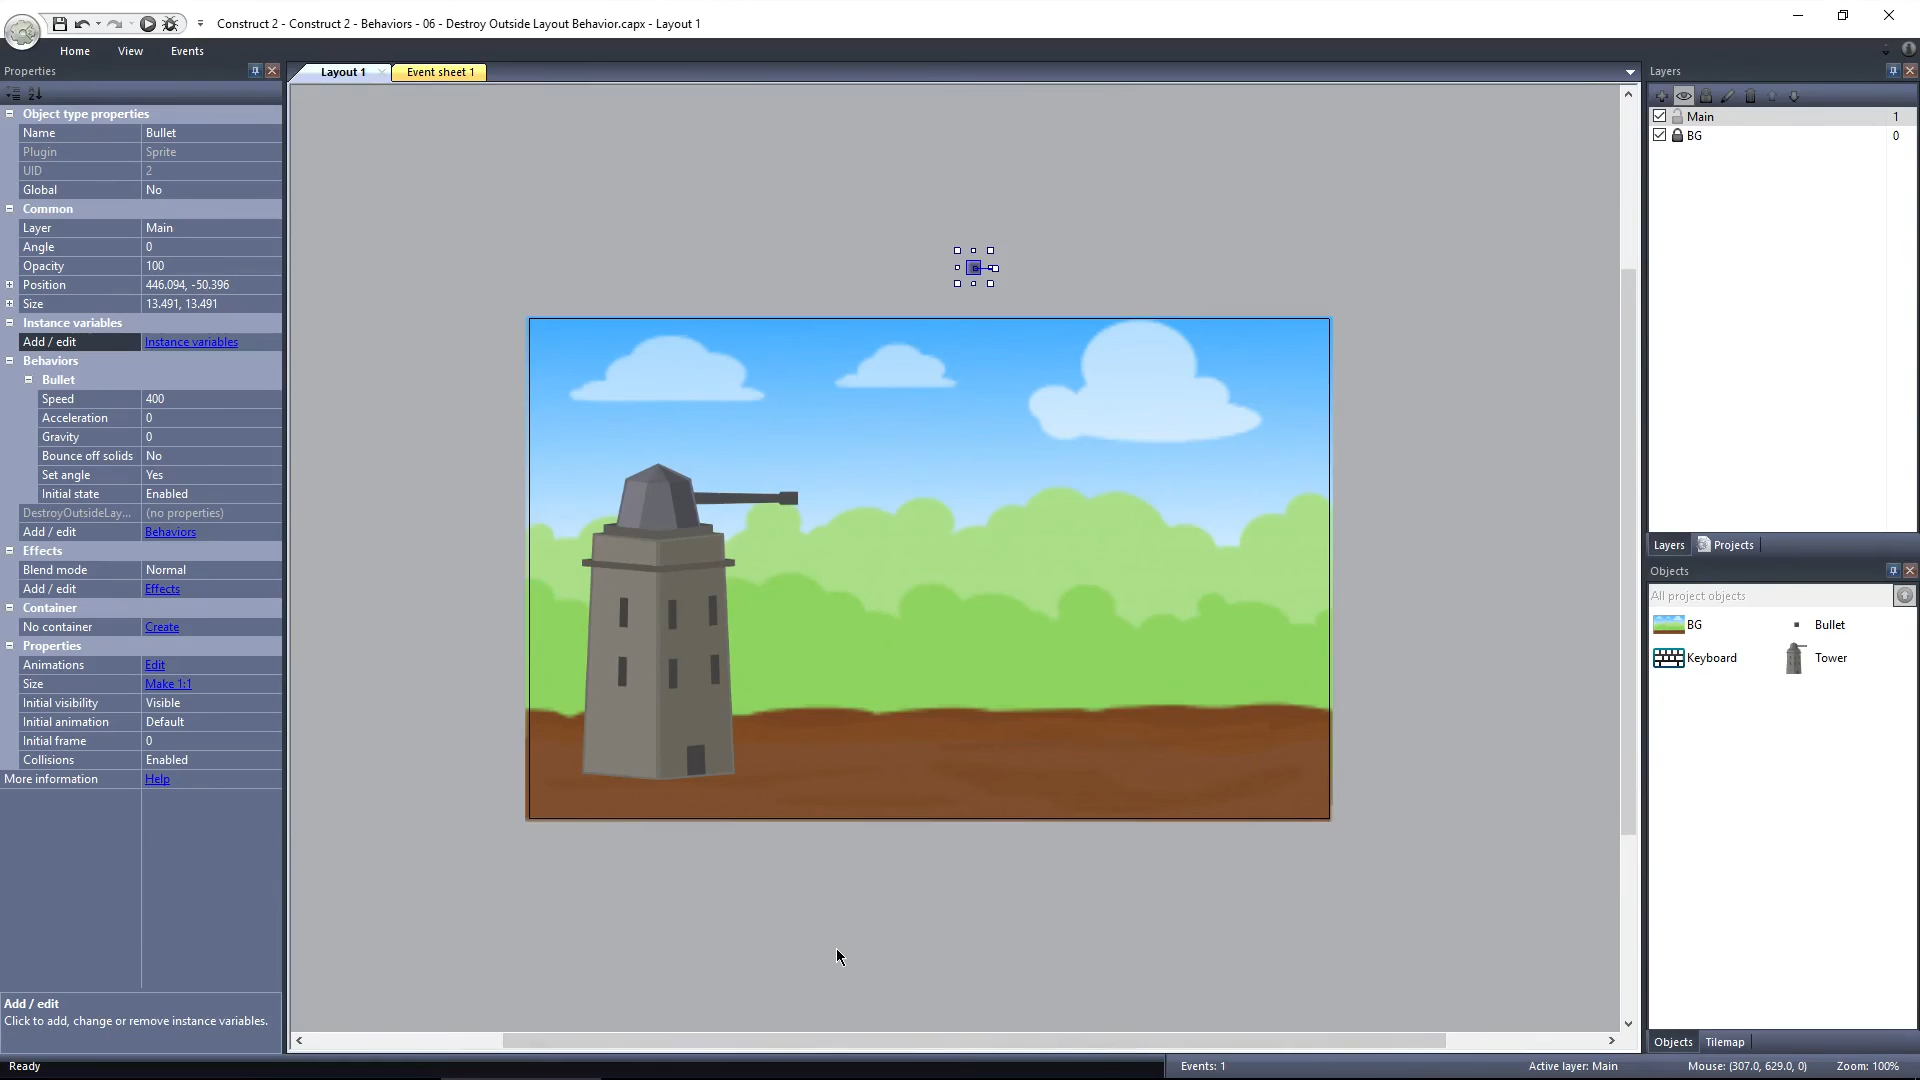 Construct 2 - Construct 2 - Behaviors - 06 - Destroy Outside Layout Behavior.capx - Layout 1
Home View Events
Properties
Layout 1
Event sheet 1
Object type properties
Name Bullet
Plugin Sprite
UID 2
Global No
Common
Layer Main
Angle 0
Opacity 100
Position 446.094, -50.396
Size 13.491, 13.491
Instance variables
Add / edit Instance variables
Behaviors
Bullet
Speed 400
Acceleration 0
Gravity 0
Bounce off solids No
Set angle Yes
Initial state Enabled
DestroyOutsideLay... (no properties)
Add / edit Behaviors
Effects
Blend mode Normal
Add / edit Effects
Container
No container Create
Properties
Animations Edit
Size Make 1:1
Initial visibility Visible
Initial animation Default
Initial frame 0
Collisions Enabled
More information Help
Add / edit
Click to add, change or remove instance variables.
Layers
Main 1
BG 0
Layers Projects
Objects
All project objects
BG Bullet
Keyboard Tower
Objects Tilemap
Ready
Events: 1
Active layer: Main
Mouse: (307.0, 629.0, 0)
Zoom: 100%